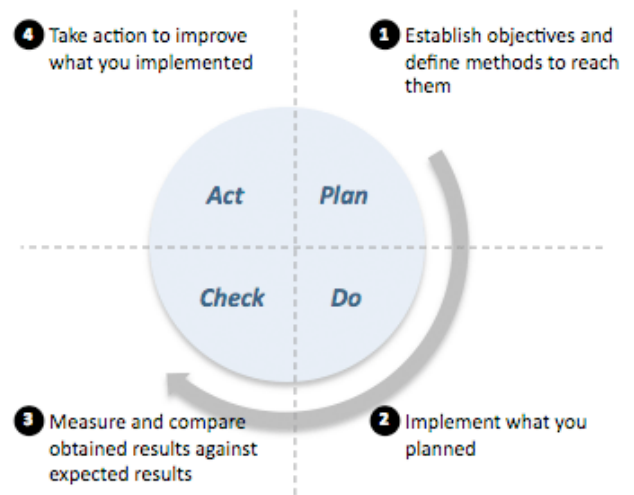 4 Take action to improve
what you implemented
1 Establish objectives and
define methods to reach
them
Act
Plan
Check
Do
3 Measure and compare
obtained results against
expected results
2 Implement what you
planned